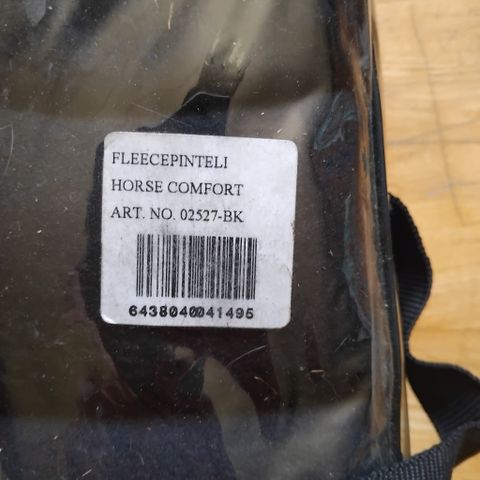 FLEECEPINTELI
HORSE COMFORT
ART. NO. 02527-BK
6438040041495